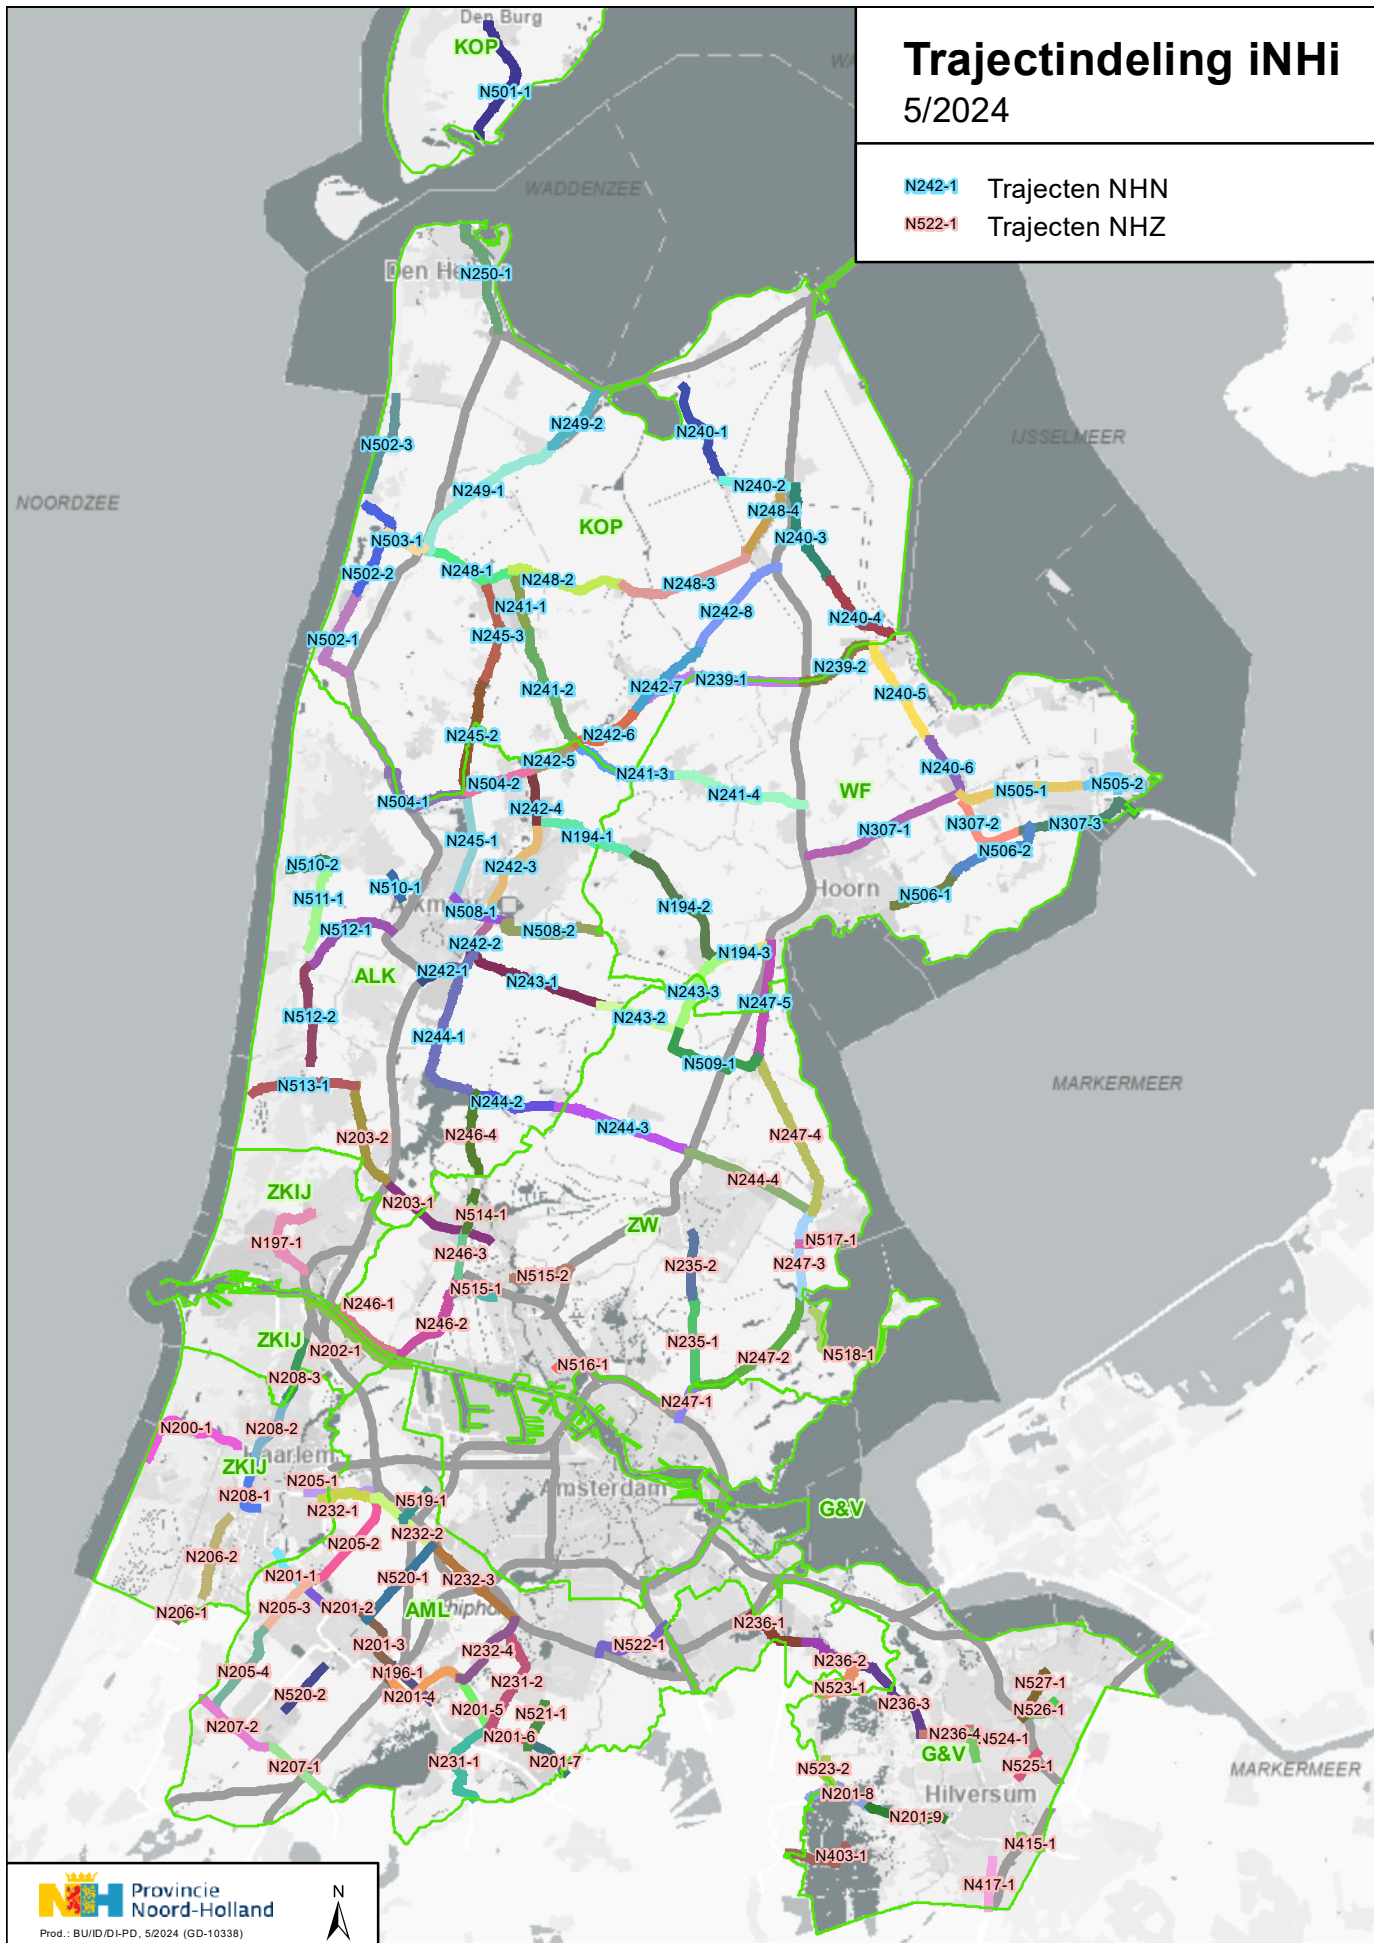 Den Burg
KOP
N501-1
Trajectindeling iNHi
5/2024
N242-1 Trajecten NHN
N522-1 Trajecten NHZ
WADDENZEE
N250-1
N249-2
N240-1
IJSSELMEER
N502-3
N249-1
N240-2
NOORDZEE
N248-4
KOP
N503-1
N240-3
N502-2
N248-1
N248-2
N248-3
N241-1
N242-8
N240-4
N502-1
N245-3
N239-2
N239-1
N241-2
N242-7
N240-5
N245-2
N242-6
N242-5
N240-6
N241-3
N504-2
N505-2
N505-1
N504-1
N241-4
WF
N242-4
N307-2
N307-3
N307-1
N194-1
N245-1
N506-2
N510-2
N242-3
N510-1
Hoorn
N506-1
N511-1
N194-2
N508-1
N512-1
N508-2
N242-2
N194-3
N242-1
ALK
N243-1
N243-3
N247-5
N512-2
N243-2
N244-1
N509-1
N513-1
MARKERMEER
N244-2
N244-3
N203-2
N246-4
N247-4
N244-4
ZKIJ
N203-1
N514-1
ZW
N197-1
N246-3
N517-1
N235-2
N247-3
N515-2
N515-1
N246-1
N246-2
ZKIJ
N235-1
N202-1
N247-2
N518-1
N516-1
N208-3
N247-1
N200-1
N208-2
ZKIJ
N205-1
Amsterdam
N208-1
N519-1
N232-1
G&V
N232-2
N205-2
N206-2
N201-1
N520-1
N232-3
N205-3
N201-2
AML
N206-1
N236-1
N201-3
N232-4
N522-1
N236-2
N205-4
N196-1
N231-2
N523-1
N527-1
N520-2
N201-4
N236-3
N201-5
N521-1
N526-1
N207-2
N201-6
N236-4
N524-1
G&V
N231-1
N201-7
N207-1
N525-1
N523-2
MARKERMEER
N201-8
Hilversum
N201-9
N415-1
N403-1
N417-1
Provincie
Noord-Holland
N
Prod.: BU/ID/DI-PD, 5/2024 (GD-10338)